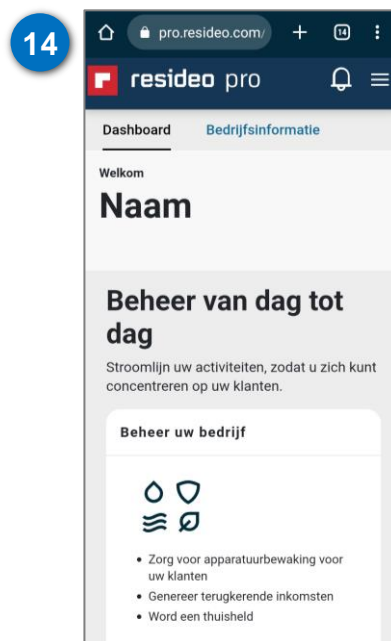 14
pro.resideo.com/
14
resideo pro
Dashboard Bedrijfsinformatie
Welkom
Naam
Beheer van dag tot
dag
Stroomlijn uw activiteiten, zodat u zich kunt
concentreren op uw klanten.
Beheer uw bedrijf
• Zorg voor apparatuurbewaking voor
uw klanten
• Genereer terugkerende inkomsten
• Word een thuisheld